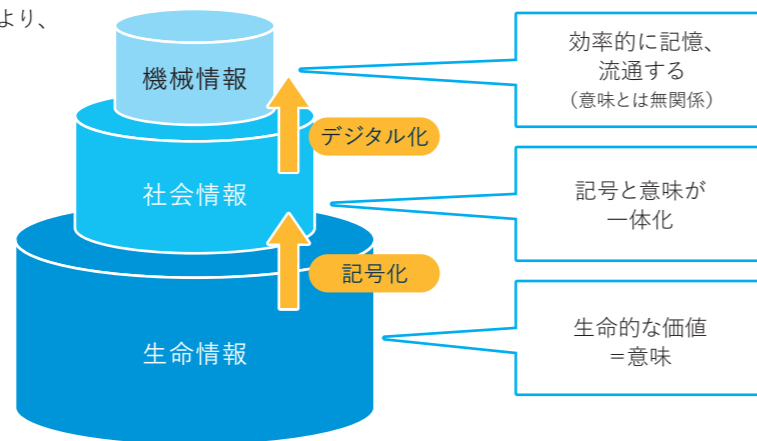 より、
機械情報
効率的に記憶、
流通する
（意味とは無関係）
デジタル化
社会情報
記号と意味が
一体化
記号化
生命情報
生命的な価値
=意味